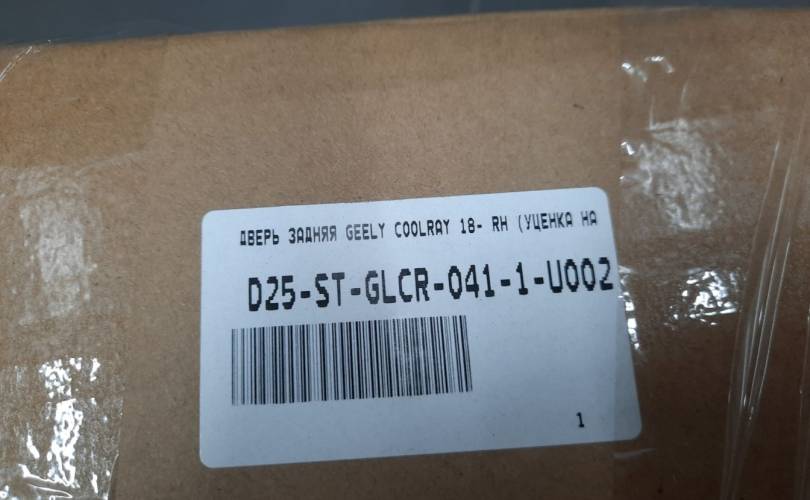 ДВЕРЬ ЗАДНЯЯ GEELY COOLRAY 18- RH (УЦЕНКА НА
D25-ST-GLCR-041-1-U002
1